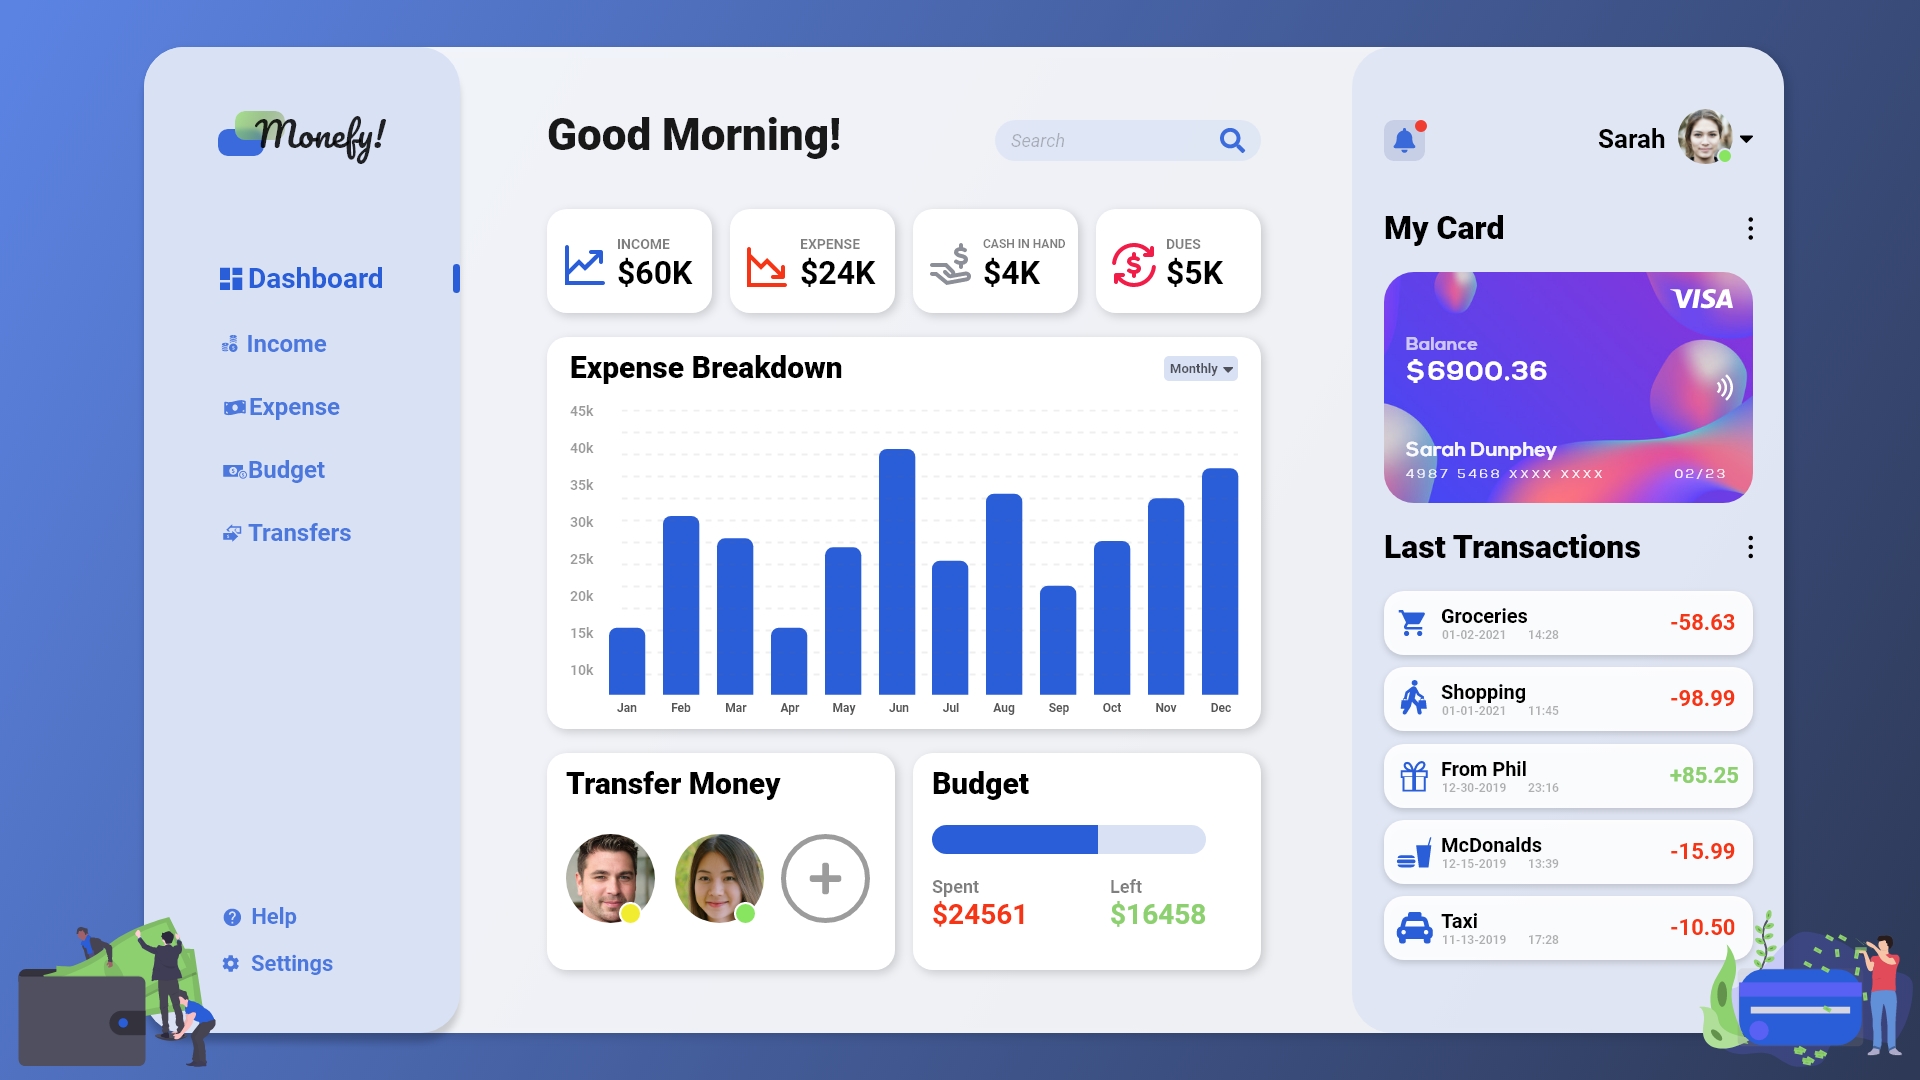 Monefy!
Dashboard
Income
Expense
Budget
Transfers
Help
Settings
Good Morning!
Search
INCOME
$60K
EXPENSE
$24K
CASH IN HAND
$4K
DUES
$5K
Expense Breakdown
Monthly
45k
40k
35k
30k
25k
20k
15k
10k
Jan Feb Mar Apr May Jun Jul Aug Sep Oct Nov Dec
Transfer Money
Budget
Spent Left
$24561 $16458
Sarah
My Card
VISA
Balance
$6900.36
Sarah Dunphey
4987 5468 xxxx xxxx 02/23
Last Transactions
Groceries
01-02-2021 14:28
-58.63
Shopping
01-01-2021 11:45
-98.99
From Phil
12-30-2019 23:16
+85.25
McDonalds
12-15-2019 13:39
-15.99
Taxi
11-13-2019 17:28
-10.50